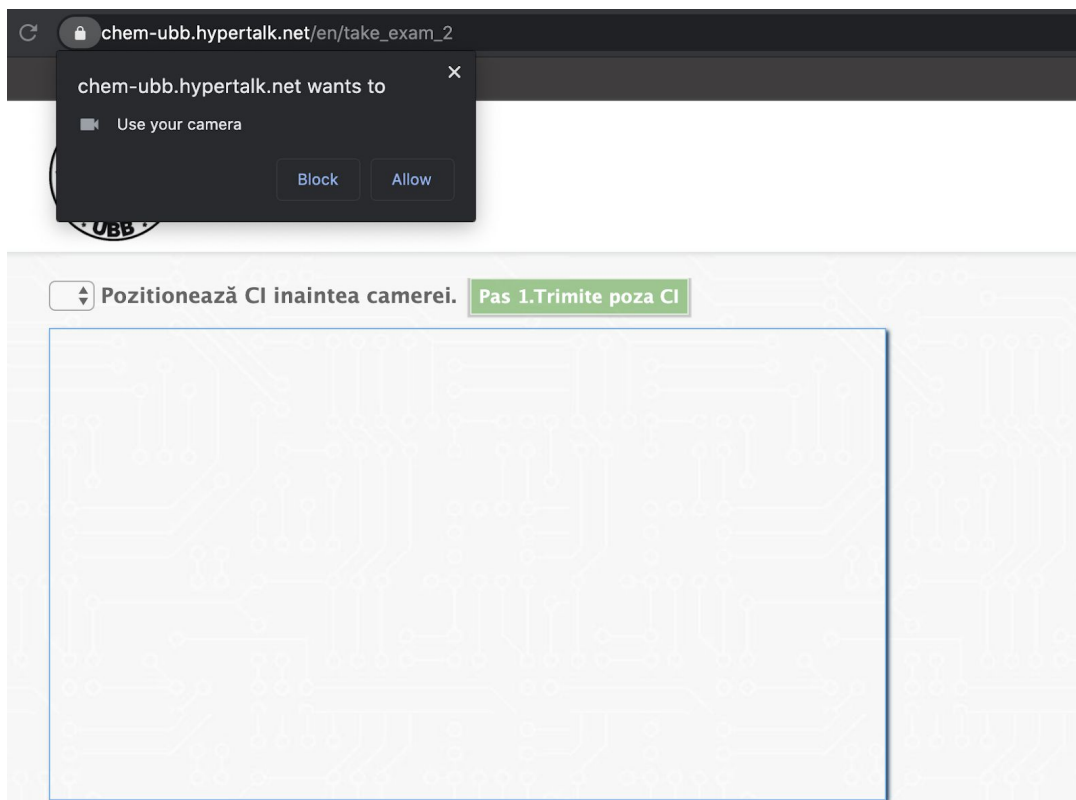 chem-ubb.hypertalk.net/en/take_exam_2
chem-ubb.hypertalk.net wants to
Use your camera
Block Allow
UBB
Pozitionează CI inaintea camerei. Pas 1.Trimite poza CI